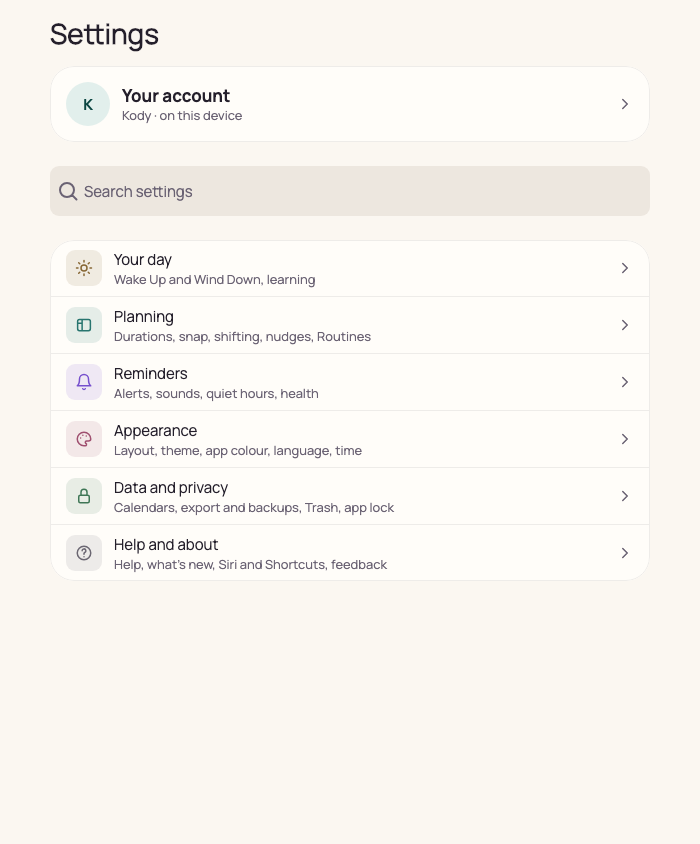 Settings
K
Your account
Kody · on this device
Search settings
Your day
Wake Up and Wind Down, learning
Planning
Durations, snap, shifting, nudges, Routines
Reminders
Alerts, sounds, quiet hours, health
Appearance
Layout, theme, app colour, language, time
Data and privacy
Calendars, export and backups, Trash, app lock
Help and about
Help, what's new, Siri and Shortcuts, feedback